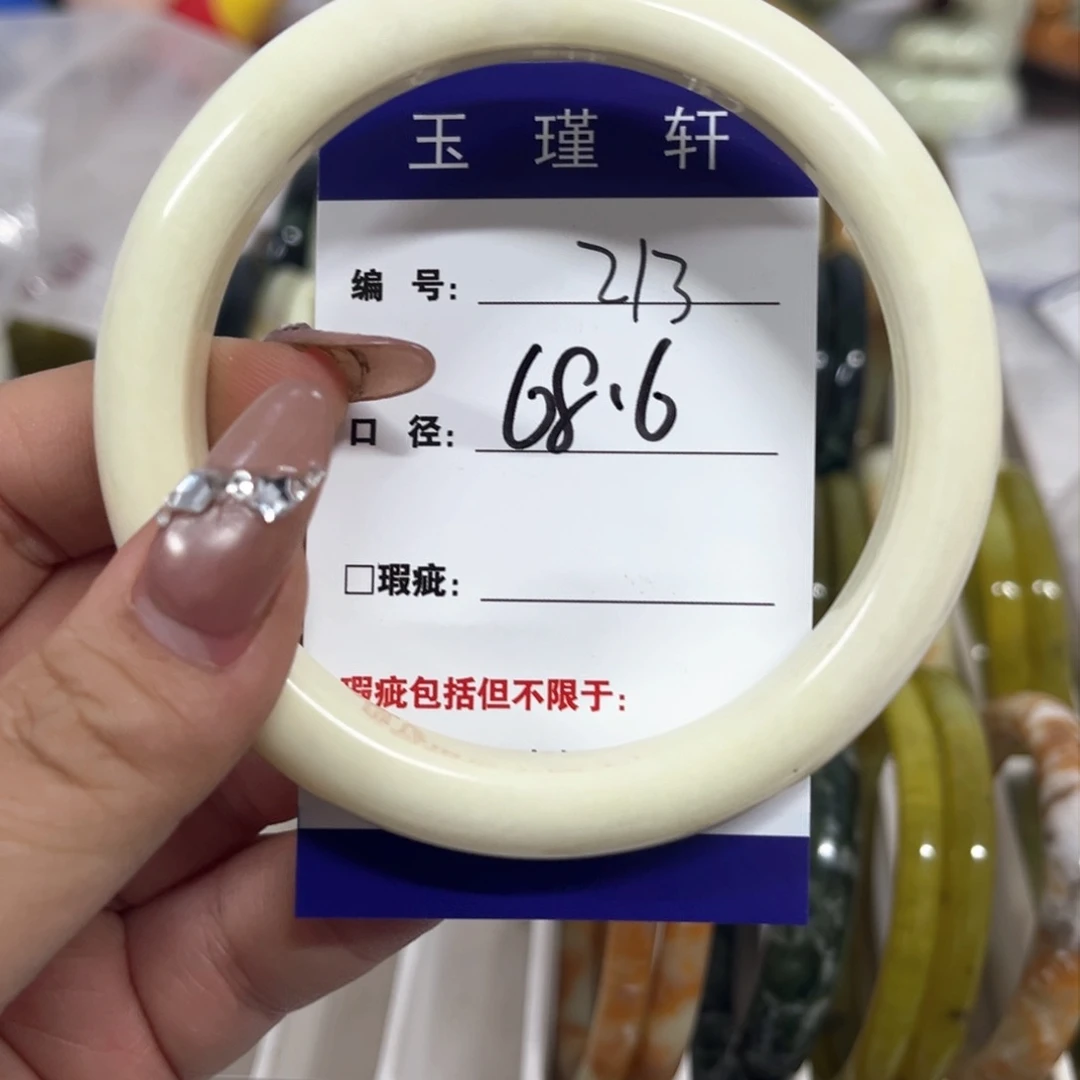 玉瑾轩
编号: 213
口径: 68.6
□瑕疵:
瑕疵包括但不限于: